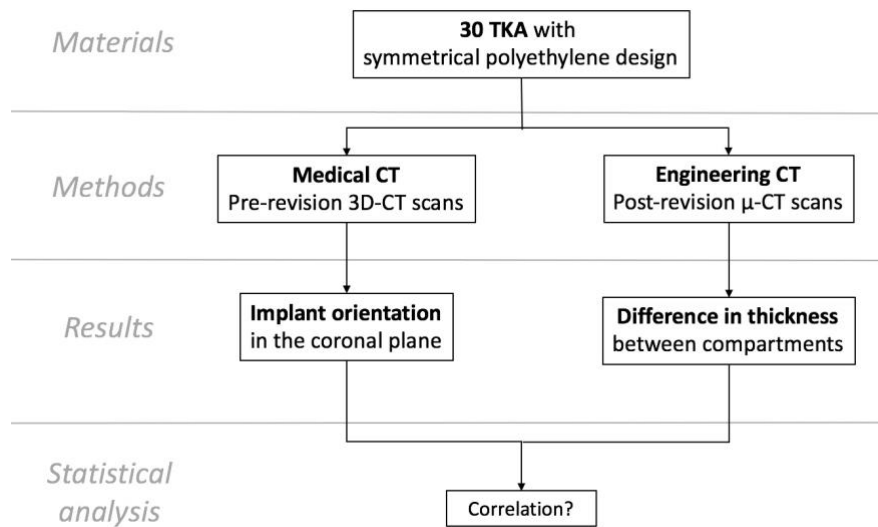 Materials
30 TKA with
symmetrical polyethylene design
Methods
Medical CT
Pre-revision 3D-CT scans
Engineering CT
Post-revision μ-CT scans
Results
Implant orientation
in the coronal plane
Difference in thickness
between compartments
Statistical
analysis
Correlation?